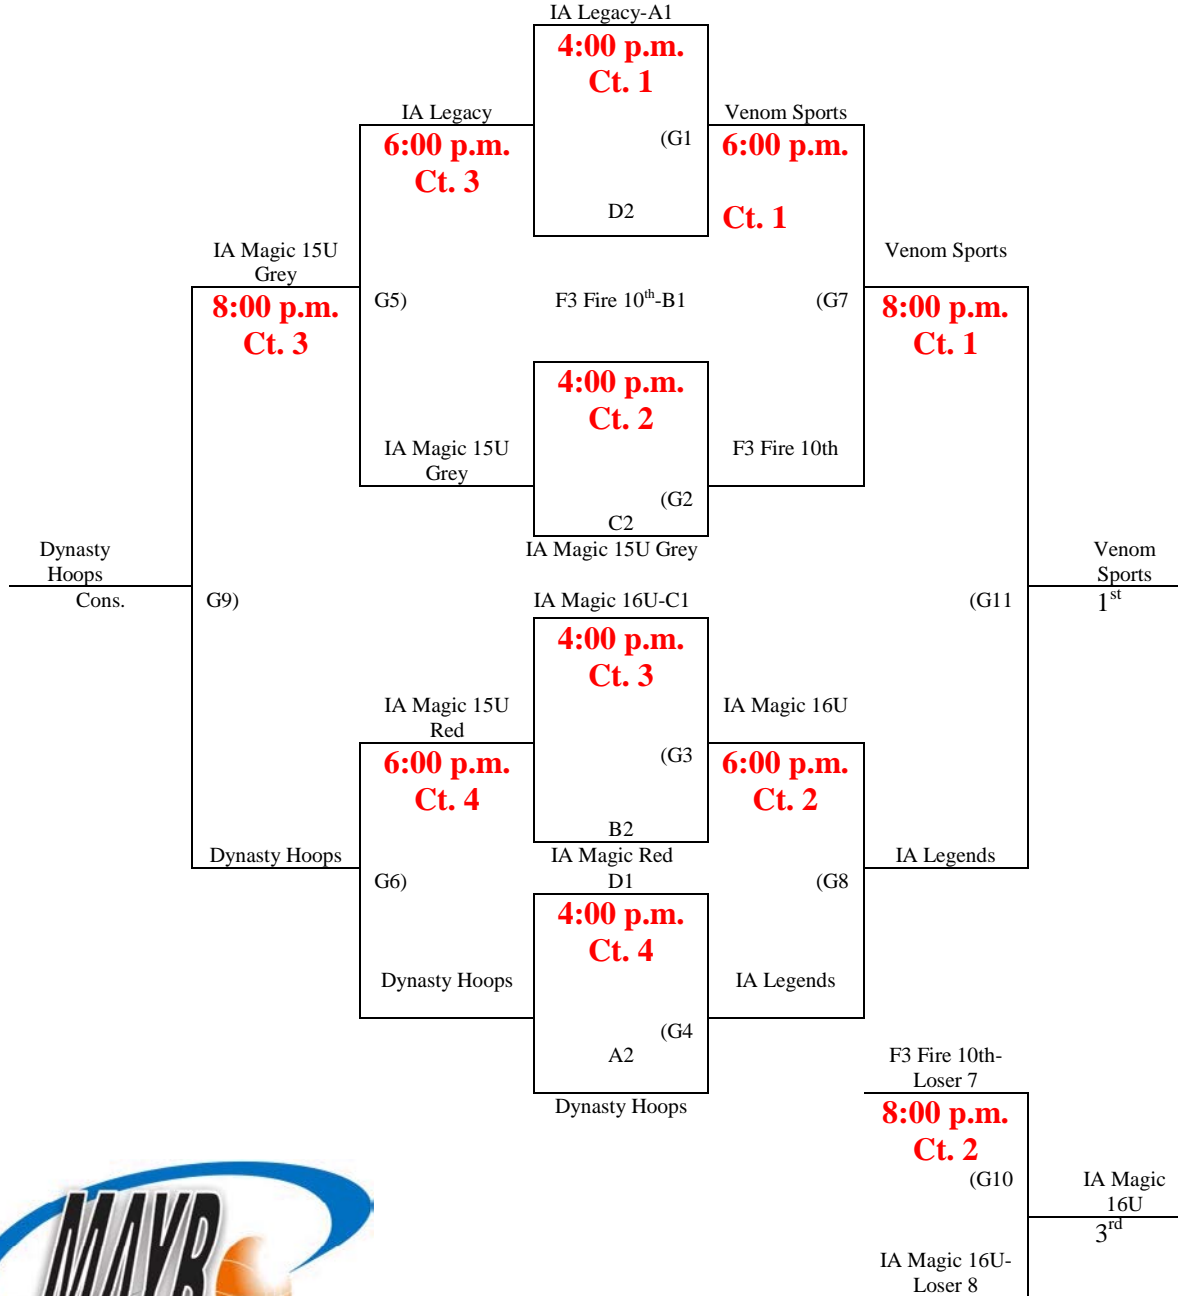 IA Legacy-A1
4:00 p.m.
Ct. 1
IA Legacy
Venom Sports
6:00 p.m.
Ct. 3
(G1
6:00 p.m.
Ct. 1
D2
IA Magic 15U
Grey
Venom Sports
8:00 p.m.
Ct. 3
G5)
F3 Fire 10th-B1
(G7
8:00 p.m.
Ct. 1
4:00 p.m.
Ct. 2
IA Magic 15U
Grey
F3 Fire 10th
(G2
C2
IA Magic 15U Grey
Dynasty
Hoops
Cons.
G9)
Venom
Sports
1st
(G11
IA Magic 16U-C1
4:00 p.m.
Ct. 3
IA Magic 15U
Red
IA Magic 16U
6:00 p.m.
Ct. 4
(G3
6:00 p.m.
Ct. 2
B2
IA Magic Red
Dynasty Hoops
IA Legends
G6)
D1
(G8
4:00 p.m.
Ct. 4
Dynasty Hoops
IA Legends
(G4
A2
Dynasty Hoops
F3 Fire 10th-
Loser 7
8:00 p.m.
Ct. 2
(G10
IA Magic
16U
3rd
IA Magic 16U-
Loser 8
MAYB